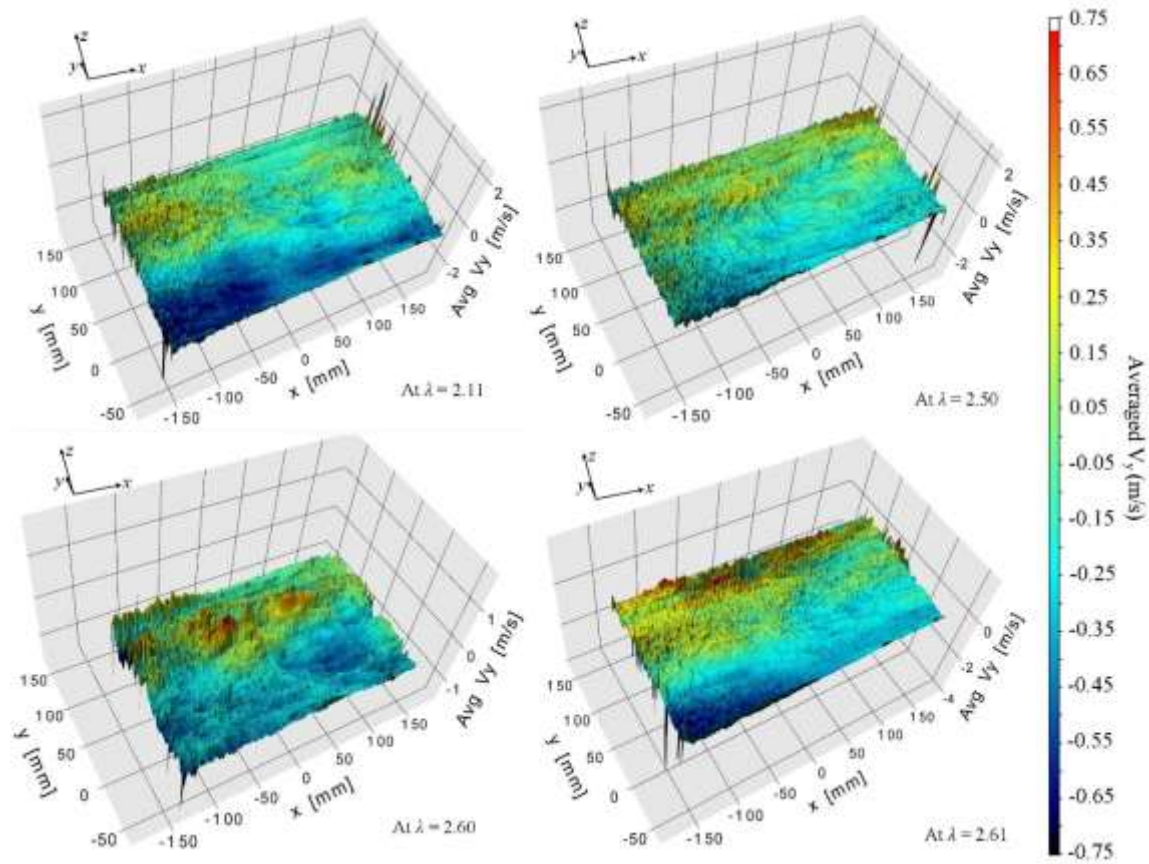 z
y
x
150
100
50
0
-50
y [mm]
-150
-100
-50
0
50
100
150
x [mm]
2
0
-2
Avg Vy [m/s]
At λ = 2.11
z
y
x
150
100
50
0
-50
y [mm]
-150
-100
-50
0
50
100
150
x [mm]
2
0
-2
Avg Vy [m/s]
At λ = 2.50
z
y
x
150
100
50
0
-50
y [mm]
-150
-100
-50
0
50
100
150
x [mm]
1
0
-1
Avg Vy [m/s]
At λ = 2.60
z
y
x
150
100
50
0
-50
y [mm]
-150
-100
-50
0
50
100
150
x [mm]
0
-2
-4
Avg Vy [m/s]
At λ = 2.61
0.75
0.65
0.55
0.45
0.35
0.25
0.15
0.05
-0.05
-0.15
-0.25
-0.35
-0.45
-0.55
-0.65
-0.75
Averaged Vy (m/s)